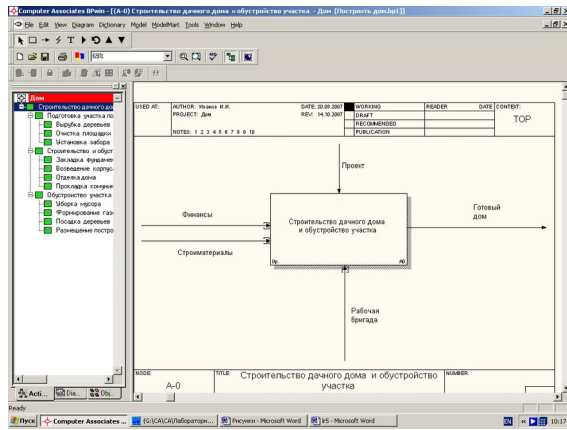 Computer Associates BPwin - [(A-0) Строительство дачного дома и обустройство участка - Дом [Построить дом.bp1]]
File Edit View Diagram Dictionary Model ModelMart Tools Window Help
69%
Дом
Строительство дачного до
Подготовка участка по
Вырубка деревьев
Очистка площадки
Установка забора
Строительство и обуст
Закладка фундамен
Возведение корпус
Отделка дома
Прокладка комуник
Обустройство участка
Уборка мусора
Формирование газ
Посадка деревьев
Размещение постро
Acti... Dia... Obj...
USED AT: AUTHOR: Иванов И.И. DATE: 20.08.2007 WORKING READER DATE CONTEXT:
PROJECT: Дом REV: 14.10.2007 DRAFT TOP
RECOMMENDED
NOTES: 1 2 3 4 5 6 7 8 9 10 PUBLICATION
Проект
Финансы
Стройматериалы
Строительство дачного дома
и обустройство участка
0р. A0
Готовый
дом
Рабочая
бригада
NODE: TITLE: Строительство дачного дома и обустройство NUMBER:
A-0 участка
Ready
Пуск Computer Associates ... {G:\CA\CA\Лабораторн... Рисунки - Microsoft Word lr5 - Microsoft Word EN 10:17